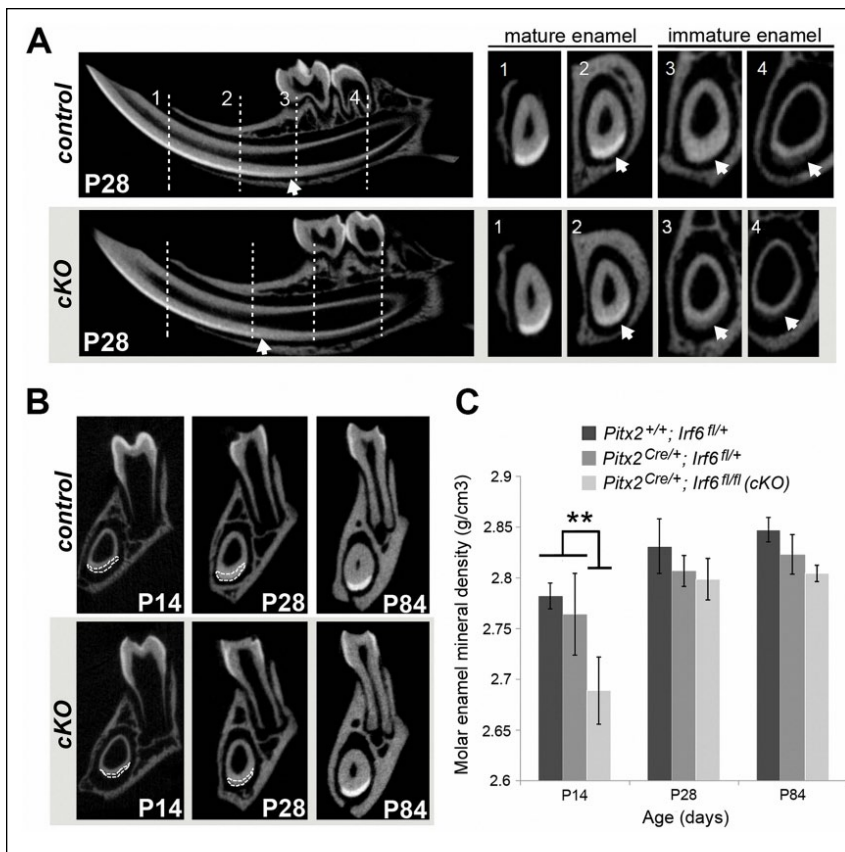 A
mature enamel
immature enamel
control
1
2
3
4
P28
1
2
3
4
cKO
P28
1
2
3
4
B
control
P14
P28
P84
cKO
P14
P28
P84
C
Pitx2+/+; Irf6fl/+
Pitx2Cre/+; Irf6fl/+
Pitx2Cre/+; Irf6fl/fl (cKO)
Molar enamel mineral density (g/cm3)
2.9
2.85
2.8
2.75
2.7
2.65
2.6
**
P14
P28
P84
Age (days)